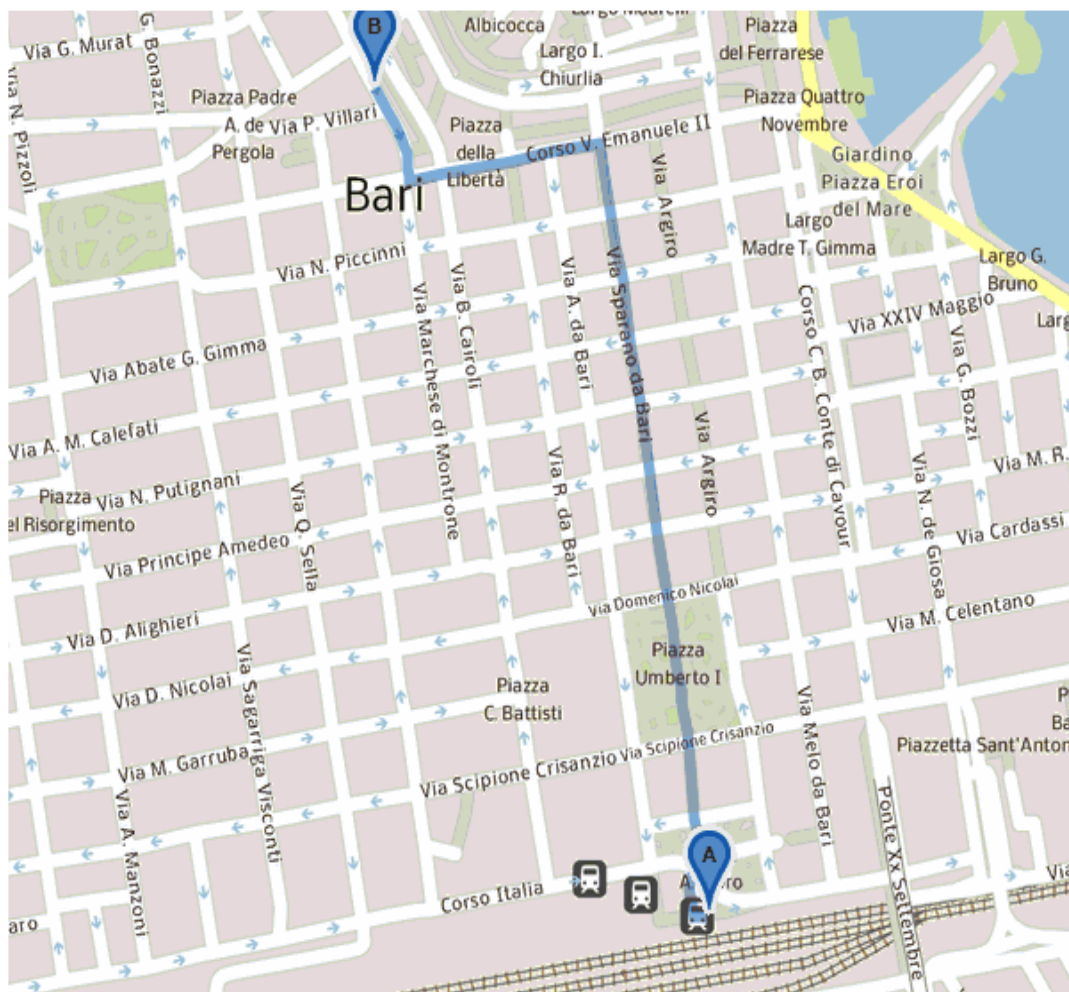 B
Albicocca
Largo I.
Chiurlia
Piazza
del Ferrarese
Via G. Murat
G. Bonazzi
Via N. Pizzoli
Piazza Padre
A. de
Pergola
Via P. Villari
Piazza
della
Libertà
Corso V. Emanuele II
Piazza Quattro
Novembre
Giardino
Piazza Eroi
del Mare
Bari
Via Argiro
Largo
Madre T. Gimma
Largo G.
Bruno
Via N. Piccinni
Via Marchese di Montrone
Via B. Cairoli
Via A. da Bari
Via Sparano da Bari
Corso C. B. Conte di Cavour
Via XXIV Maggio
Larg
Via G. Bozzi
Via Abate G. Gimma
Via A. M. Calefati
Via Argiro
Via R. da Bari
Via N. de Giosa
Via M. R.
Piazza
el Risorgimento
Via N. Putignani
Via Q. Sella
Via Principe Amedeo
Via Cardassi
Via Domenico Nicolai
Via M. Celentano
Via D. Alighieri
Piazza
Umberto I
Via D. Nicolai
Via Sagarriga Visconti
Piazza
C. Battisti
Via Melo da Bari
P
Ba
Piazzetta Sant'Anton
Via M. Garruba
Via Scipione Crisanzio
Via Scipione Crisanzio
Via A. Manzoni
Ponte Xx Settembre
A
Corso Italia
Via
aro